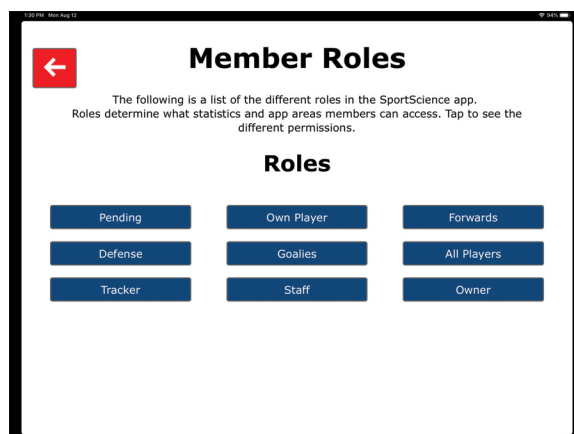 1:30 PM Mon Aug 12
94%
Member Roles
The following is a list of the different roles in the SportScience app.
Roles determine what statistics and app areas members can access. Tap to see the
different permissions.
Roles
Pending Own Player Forwards
Defense Goalies All Players
Tracker Staff Owner